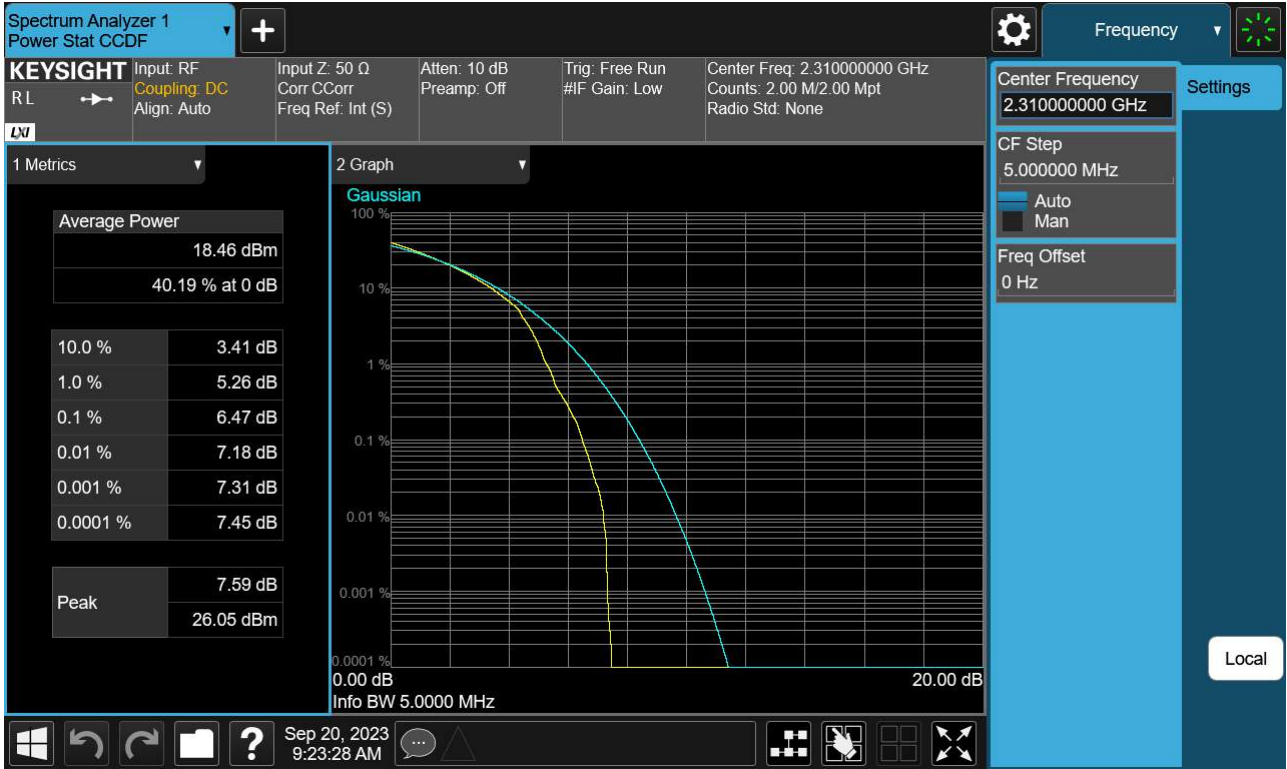 Spectrum Analyzer 1
Power Stat CCDF
+
Frequency
KEYSIGHT
RL
LXI
Input: RF
Coupling: DC
Align: Auto
Input Z: 50 Ω
Corr CCorr
Freq Ref: Int (S)
Atten: 10 dB
Preamp: Off
Trig: Free Run
#IF Gain: Low
Center Freq: 2.310000000 GHz
Counts: 2.00 M/2.00 Mpt
Radio Std: None
Center Frequency
2.310000000 GHz
Settings
CF Step
5.000000 MHz
Auto
Man
Freq Offset
0 Hz
Local
1 Metrics
Average Power
18.46 dBm
40.19 % at 0 dB
10.0 % 3.41 dB
1.0 % 5.26 dB
0.1 % 6.47 dB
0.01 % 7.18 dB
0.001 % 7.31 dB
0.0001 % 7.45 dB
Peak
7.59 dB
26.05 dBm
2 Graph
Gaussian
100 %
10 %
1 %
0.1 %
0.01 %
0.001 %
0.0001 %
0.00 dB 20.00 dB
Info BW 5.0000 MHz
?
Sep 20, 2023
9:23:28 AM